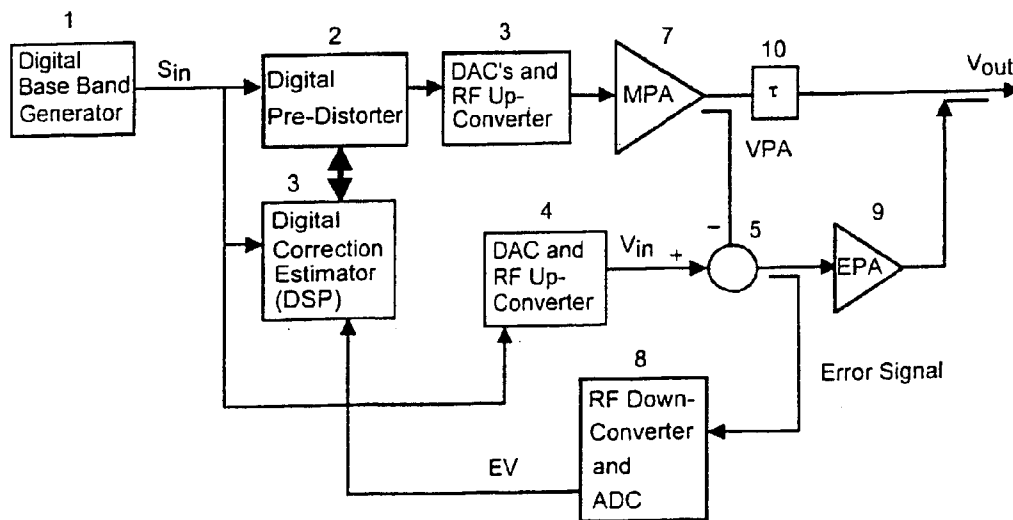 1
Digital
Base Band
Generator
Sin
2
Digital
Pre-Distorter
3
DAC's and
RF Up-
Converter
7
MPA
10
τ
Vout
VPA
3
Digital
Correction
Estimator
(DSP)
4
DAC and
RF Up-
Converter
Vin
+
−
5
9
EPA
Error Signal
8
RF Down-
Converter
and
ADC
EV